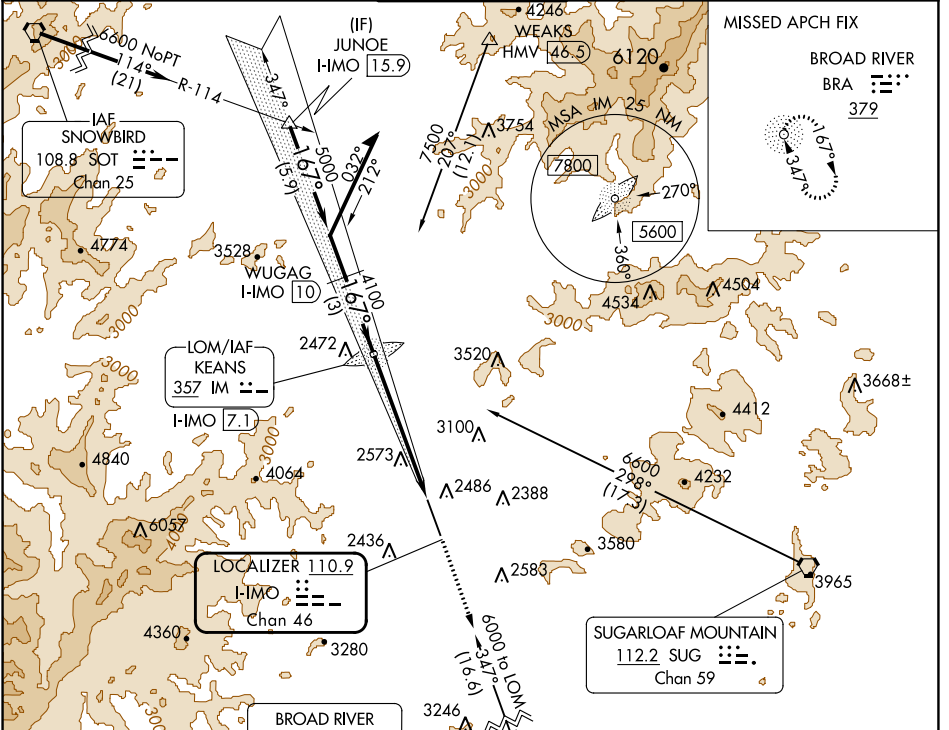 4246
(IF)
JUNOE
I-IMO 15.9
WEAKS
HMV 46.5
6120
MISSED APCH FIX
BROAD RIVER
BRA
379
167°
347°
3000
6600 NoPT
114°
(21)
R-114
IAF
SNOWBIRD
108.8 SOT
Chan 25
347°
167°
5000
(5.9)
032°
212°
7500
207°
(12.1)
3754
3000
MSA IM 25 NM
7800
270°
5600
360°
4774
3528
WUGAG
I-IMO 10
4100
167°
(3)
4534
4504
3000
3000
3000
2472
LOM/IAF
KEANS
357 IM
I-IMO 7.1
3520
3668±
4412
3100
3000
4840
4064
2573
2486
2388
6600
298°
(17.3)
4232
6057
4000
2436
3580
LOCALIZER 110.9
I-IMO
Chan 46
2583
3965
4360
3280
6000 to LOM
347°
(16.6)
SUGARLOAF MOUNTAIN
112.2 SUG
Chan 59
3000
BROAD RIVER
3246